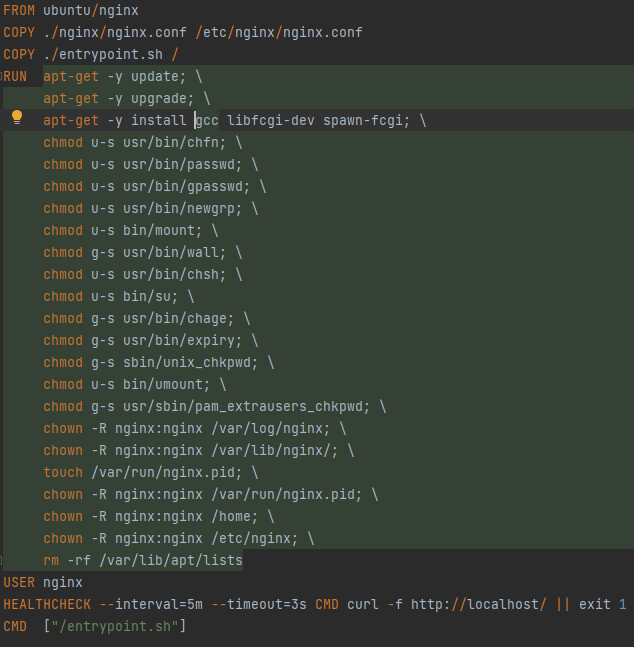 FROM ubuntu/nginx
COPY ./nginx/nginx.conf /etc/nginx/nginx.conf
COPY ./entrypoint.sh /
RUN  apt-get -y update; \
     apt-get -y upgrade; \
     apt-get -y install gcc libfcgi-dev spawn-fcgi; \
     chmod u-s usr/bin/chfn; \
     chmod u-s usr/bin/passwd; \
     chmod u-s usr/bin/gpasswd; \
     chmod u-s usr/bin/newgrp; \
     chmod u-s bin/mount; \
     chmod g-s usr/bin/wall; \
     chmod u-s usr/bin/chsh; \
     chmod u-s bin/su; \
     chmod g-s usr/bin/chage; \
     chmod g-s usr/bin/expiry; \
     chmod g-s sbin/unix_chkpwd; \
     chmod u-s bin/umount; \
     chmod g-s usr/sbin/pam_extrausers_chkpwd; \
     chown -R nginx:nginx /var/log/nginx; \
     chown -R nginx:nginx /var/lib/nginx/; \
     touch /var/run/nginx.pid; \
     chown -R nginx:nginx /var/run/nginx.pid; \
     chown -R nginx:nginx /home; \
     chown -R nginx:nginx /etc/nginx; \
     rm -rf /var/lib/apt/lists
USER nginx
HEALTHCHECK --interval=5m --timeout=3s CMD curl -f http://localhost/ || exit 1
CMD  ["/entrypoint.sh"]